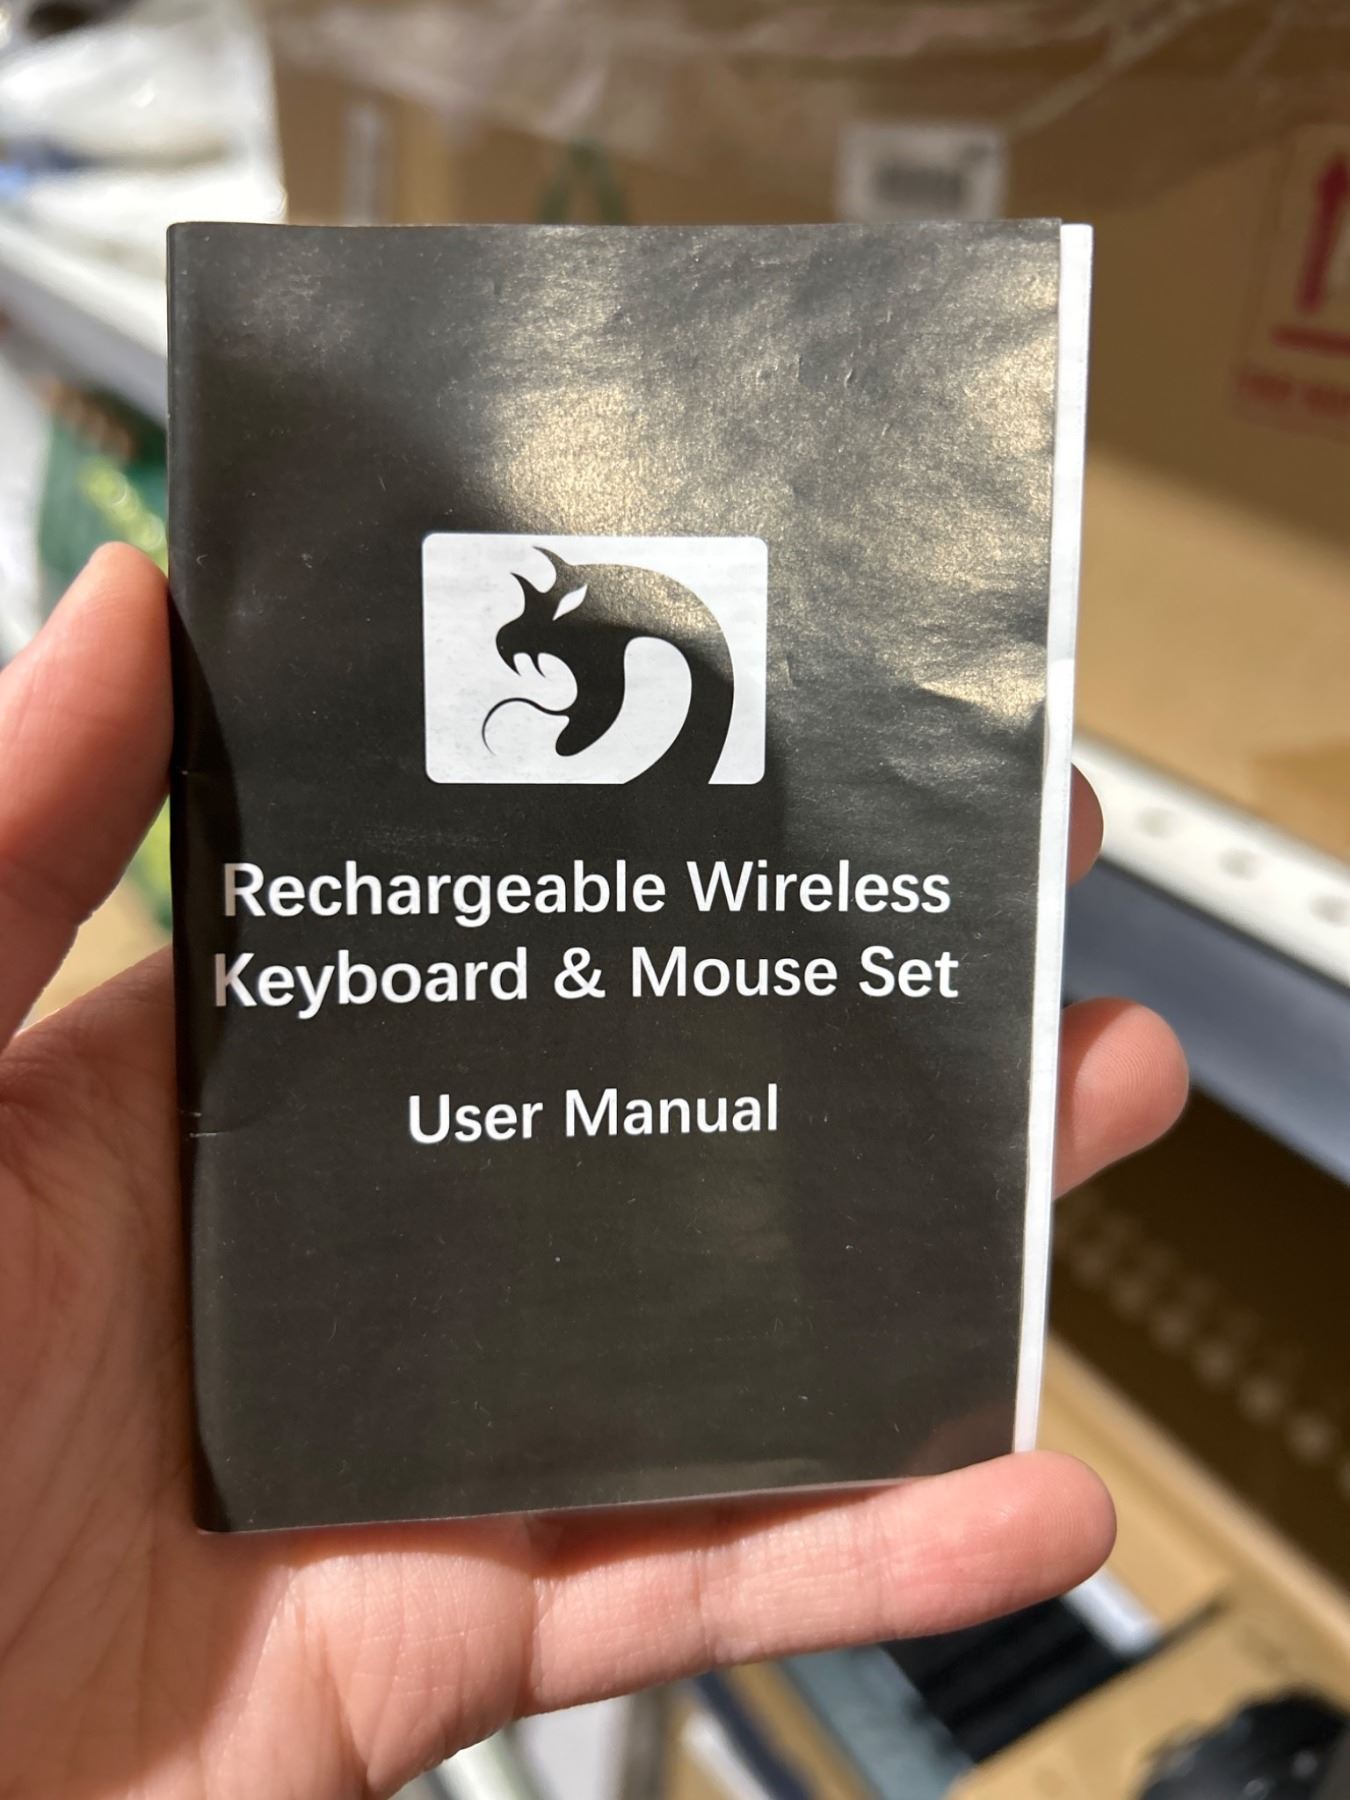 Rechargeable Wireless
Keyboard & Mouse Set
User Manual